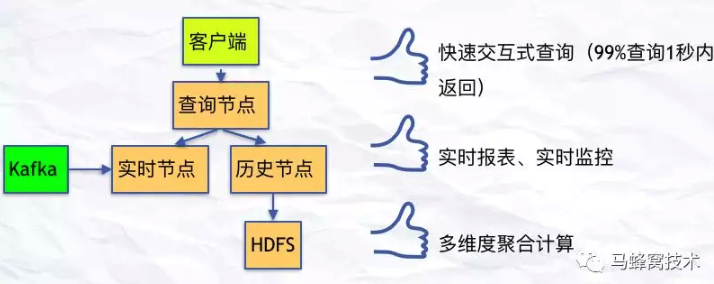 客户端
查询节点
Kafka
实时节点
历史节点
HDFS
快速交互式查询（99%查询1秒内
返回）
实时报表、实时监控
多维度聚合计算
马蜂窝技术